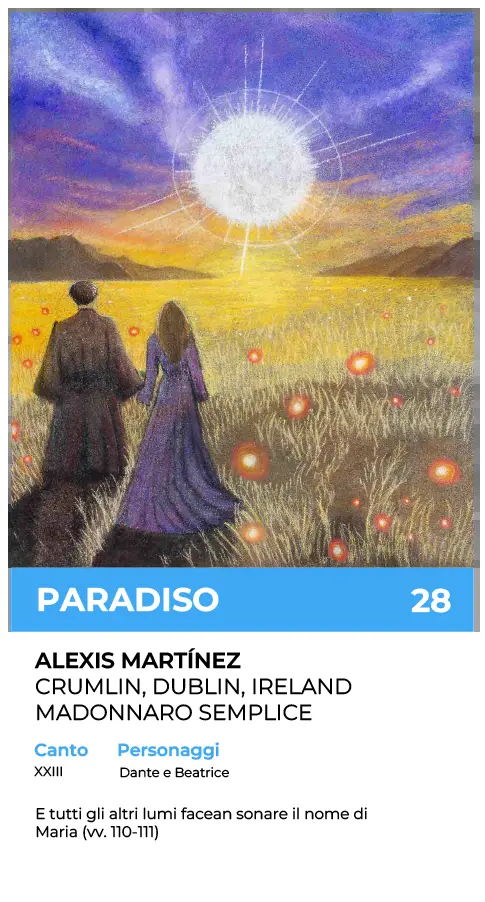 PARADISO 28
ALEXIS MARTÍNEZ
CRUMLIN, DUBLIN, IRELAND
MADONNARO SEMPLICE
Canto Personaggi
XXIII Dante e Beatrice
E tutti gli altri lumi facean sonare il nome di
Maria (vv. 110-111)